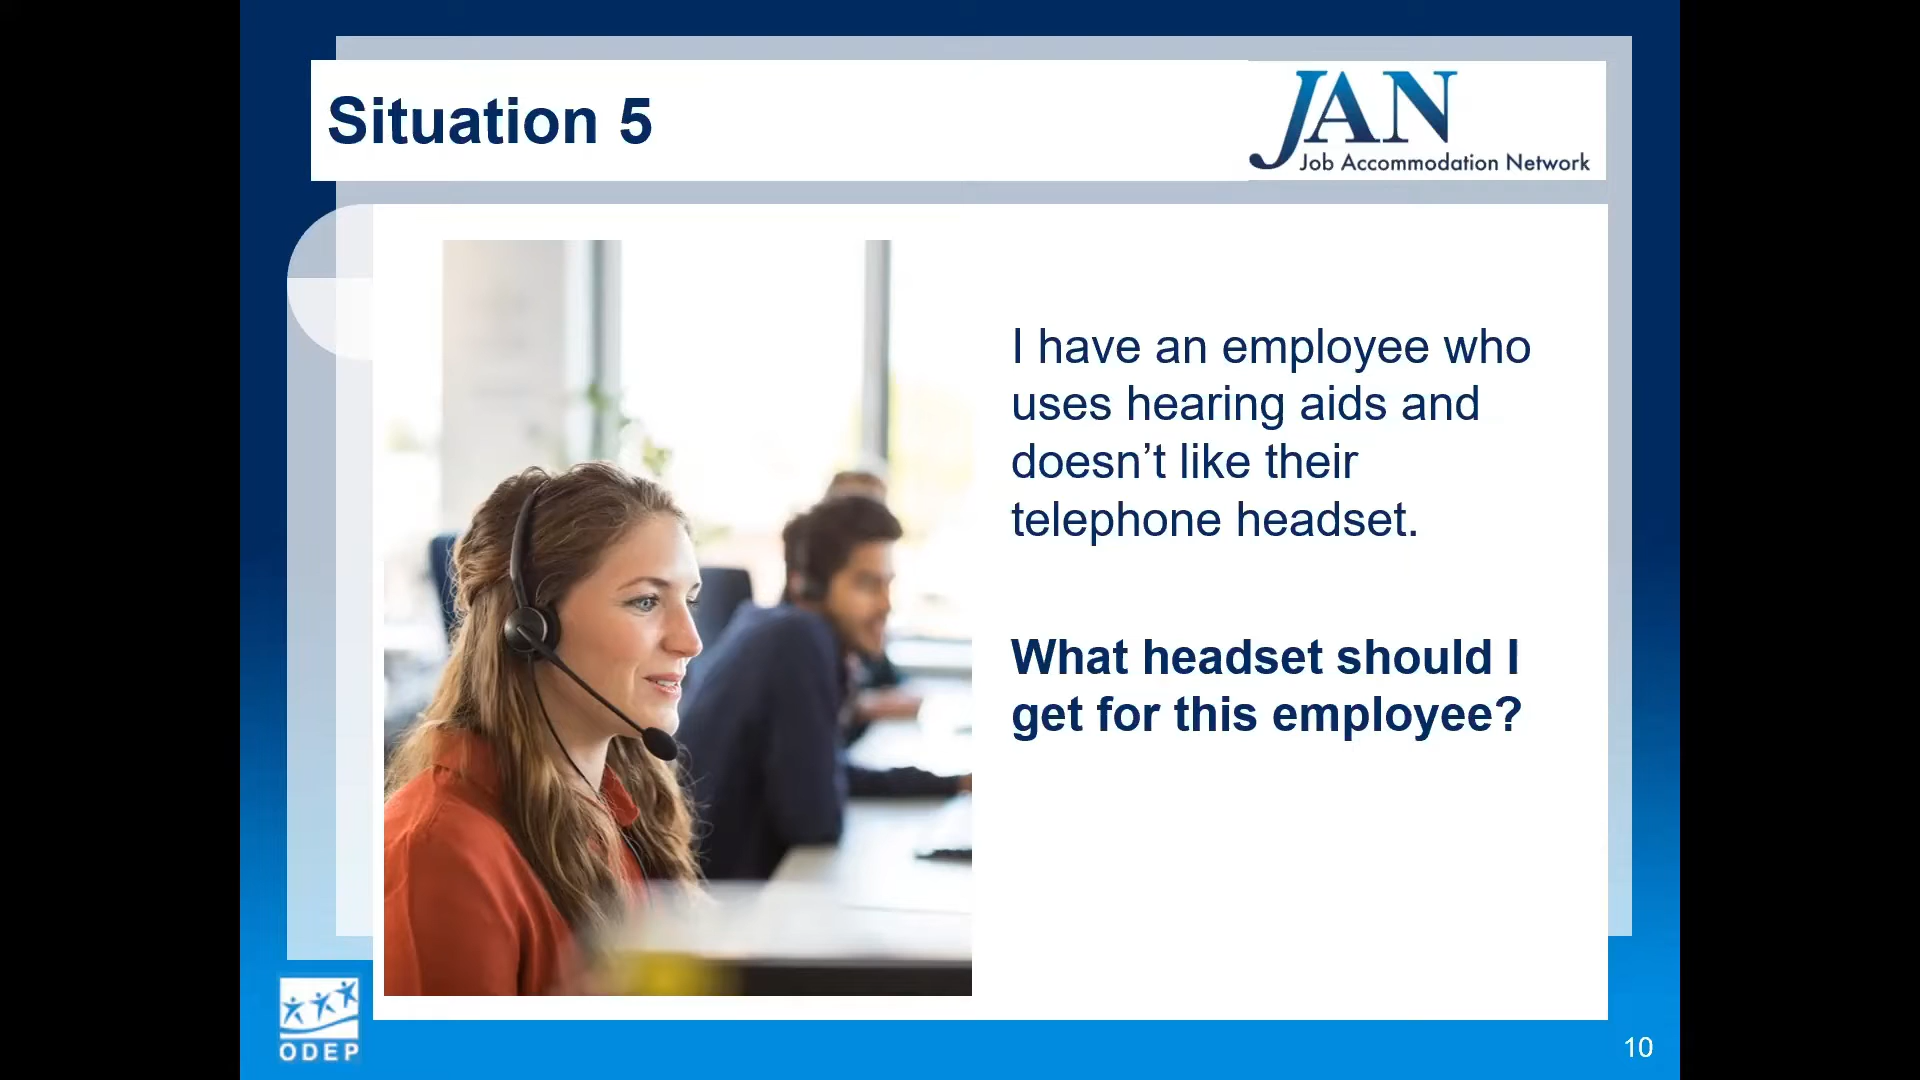 Situation 5
JAN
Job Accommodation Network
I have an employee who
uses hearing aids and
doesn’t like their
telephone headset.
What headset should I
get for this employee?
ODEP
10